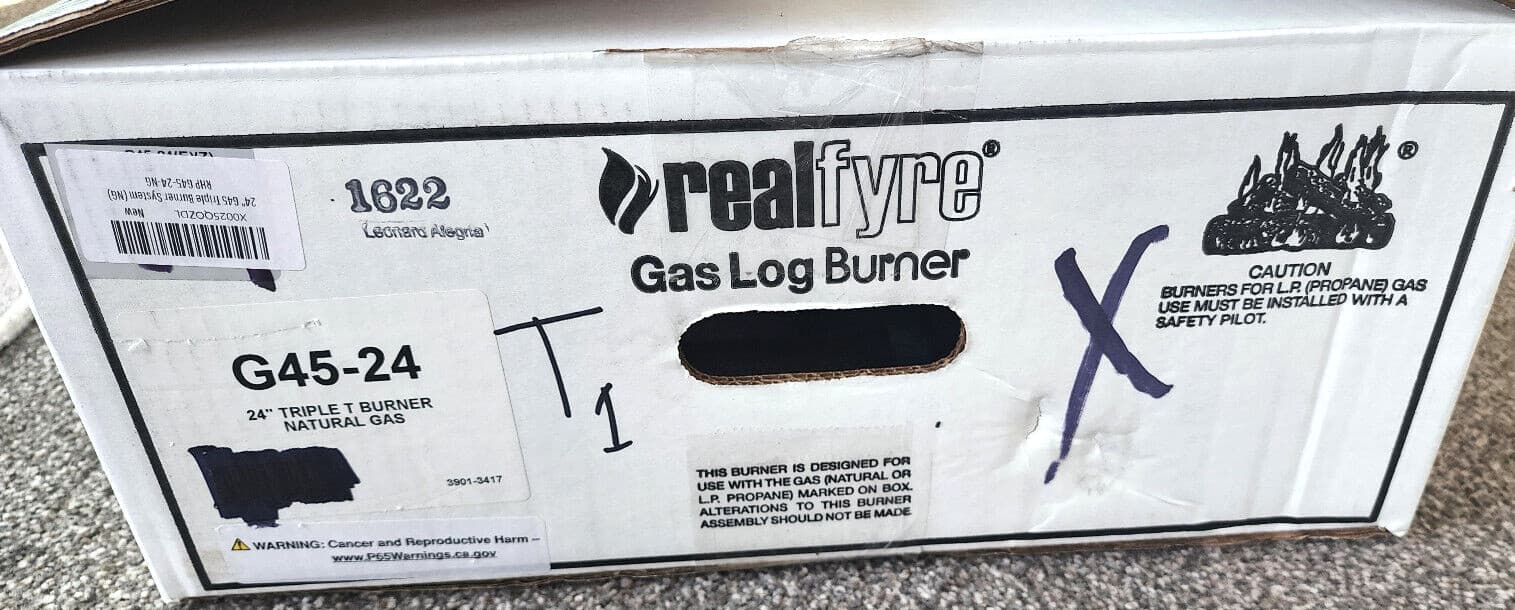 RHP G45-24-NG
24" G45 Triple Burner System (NG)
New
X0025QOZDL
1622
Leonard Alegria
realfyre®
Gas Log Burner
®
CAUTION
BURNERS FOR L.P. (PROPANE) GAS
USE MUST BE INSTALLED WITH A
SAFETY PILOT.
G45-24
24" TRIPLE T BURNER
NATURAL GAS
3901-3417
T
1
X
THIS BURNER IS DESIGNED FOR
USE WITH THE GAS (NATURAL OR
L.P. PROPANE) MARKED ON BOX.
ALTERATIONS TO THIS BURNER
ASSEMBLY SHOULD NOT BE MADE
WARNING: Cancer and Reproductive Harm –
www.P65Warnings.ca.gov